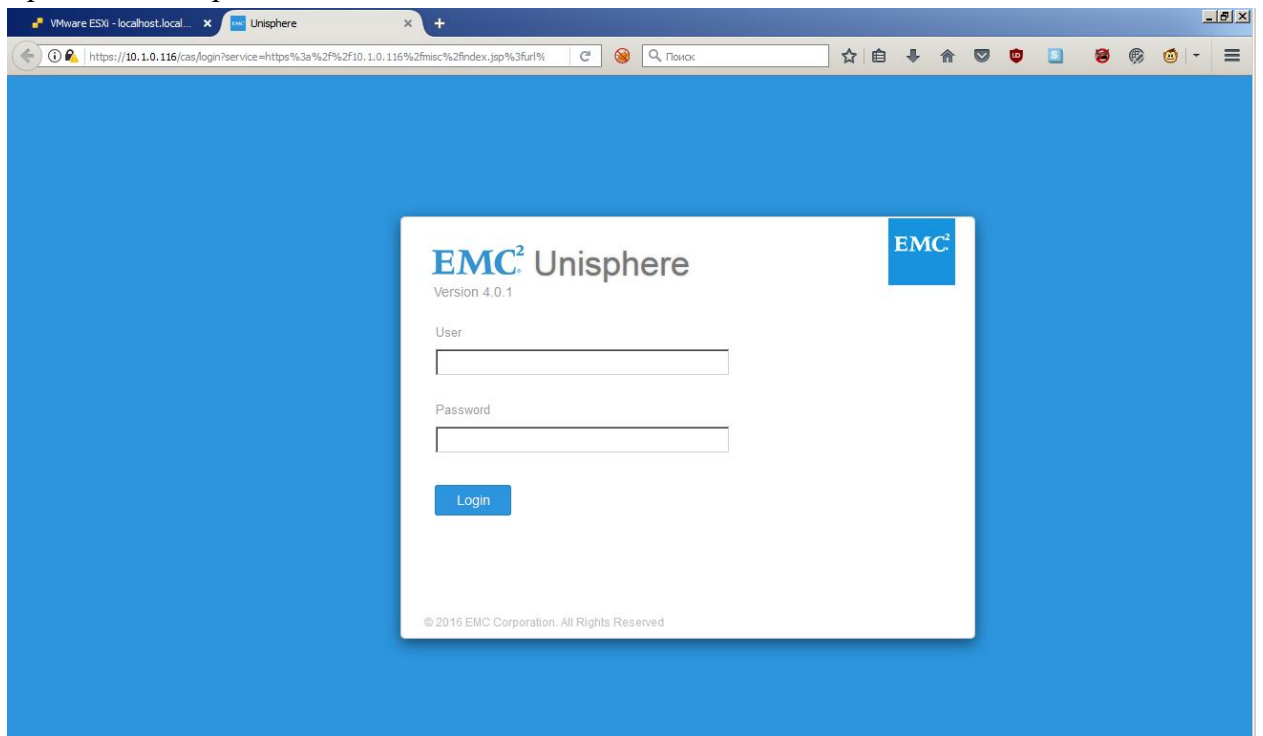 VMware ESXi - localhost.local...
Unisphere
https://10.1.0.116/cas/login?service=https%3a%2f%2f10.1.0.116%2fmisc%2findex.jsp%3furl%
Поиск
EMC² Unisphere
EMC²
Version 4.0.1
User
Password
Login
© 2016 EMC Corporation. All Rights Reserved